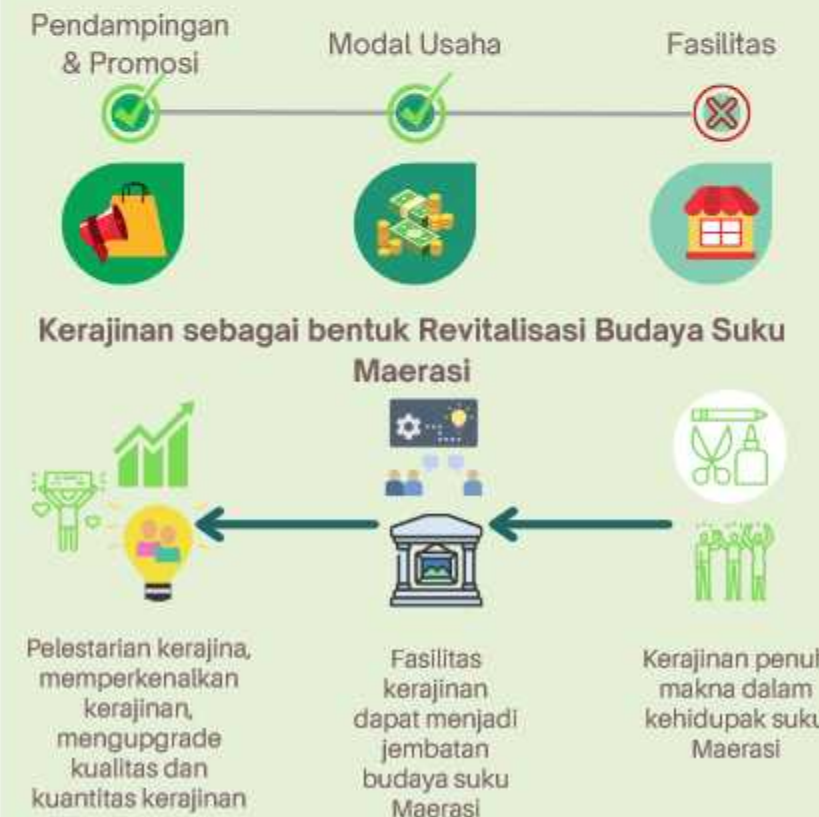 Pendampingan
& Promosi
Modal Usaha
Fasilitas
Kerajinan sebagai bentuk Revitalisasi Budaya Suku
Maerasi
Pelestarian kerajina,
memperkenalkan
kerajinan,
mengupgrade
kualitas dan
kuantitas kerajinan
Fasilitas
kerajinan
dapat menjadi
jembatan
budaya suku
Maerasi
Kerajinan penuh
makna dalam
kehidupak suku
Maerasi